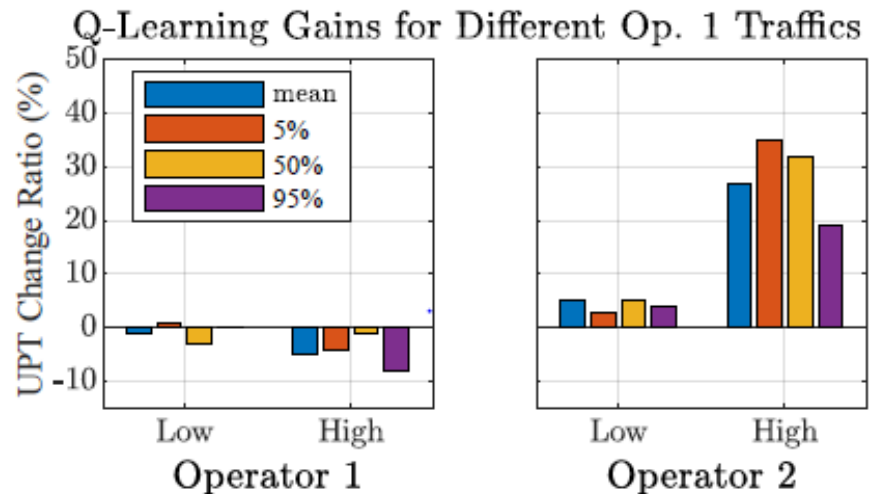 Q-Learning Gains for Different Op. 1 Traffics
UPT Change Ratio (%)
50
40
30
20
10
0
-10
mean
5%
50%
95%
Low High
Operator 1
Low High
Operator 2